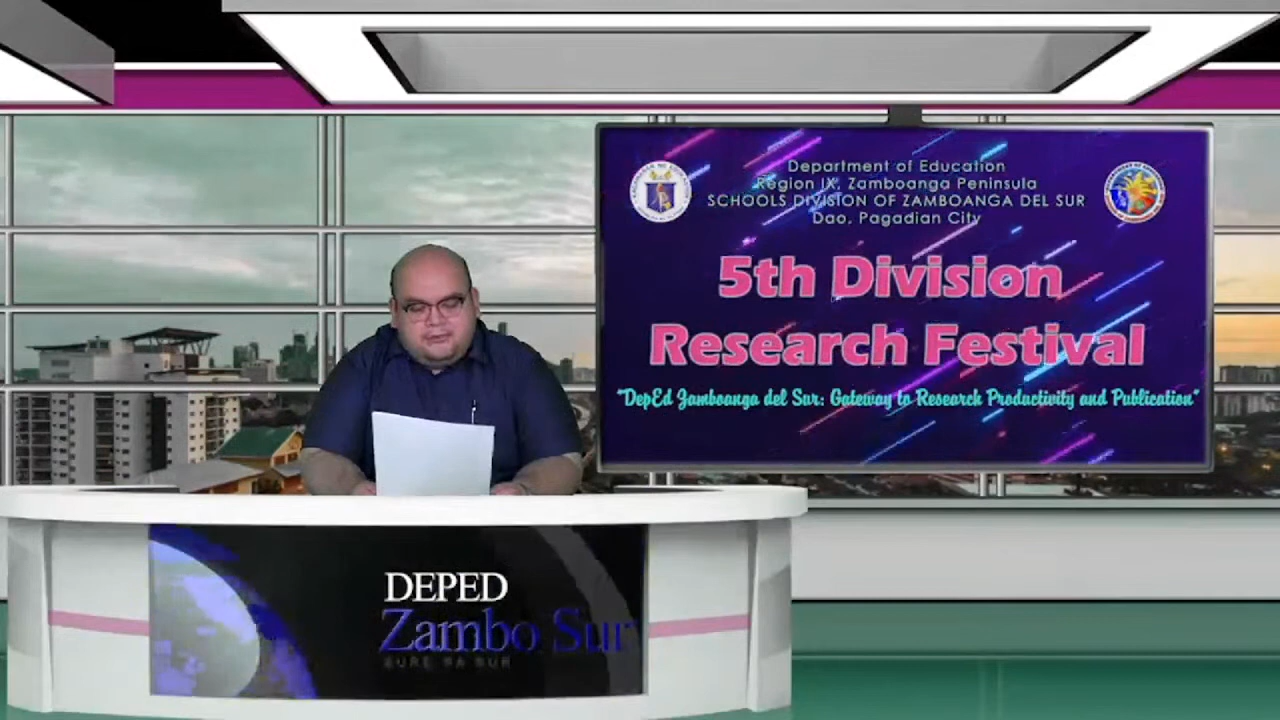 Department of Education
Region IX, Zamboanga Peninsula
SCHOOLS DIVISION OF ZAMBOANGA DEL SUR
Dao, Pagadian City
5th Division
Research Festival
"DepEd Zamboanga del Sur: Gateway to Research Productivity and Publication"
DEPED
Zambo Sur
SURE NA SUR